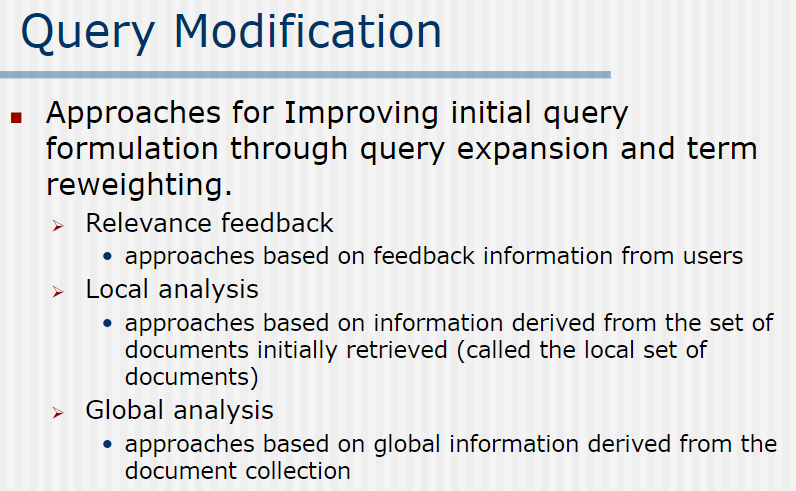 Query Modification
Approaches for Improving initial query
formulation through query expansion and term
reweighting.
Relevance feedback
approaches based on feedback information from users
Local analysis
approaches based on information derived from the set of
documents initially retrieved (called the local set of
documents)
Global analysis
approaches based on global information derived from the
document collection